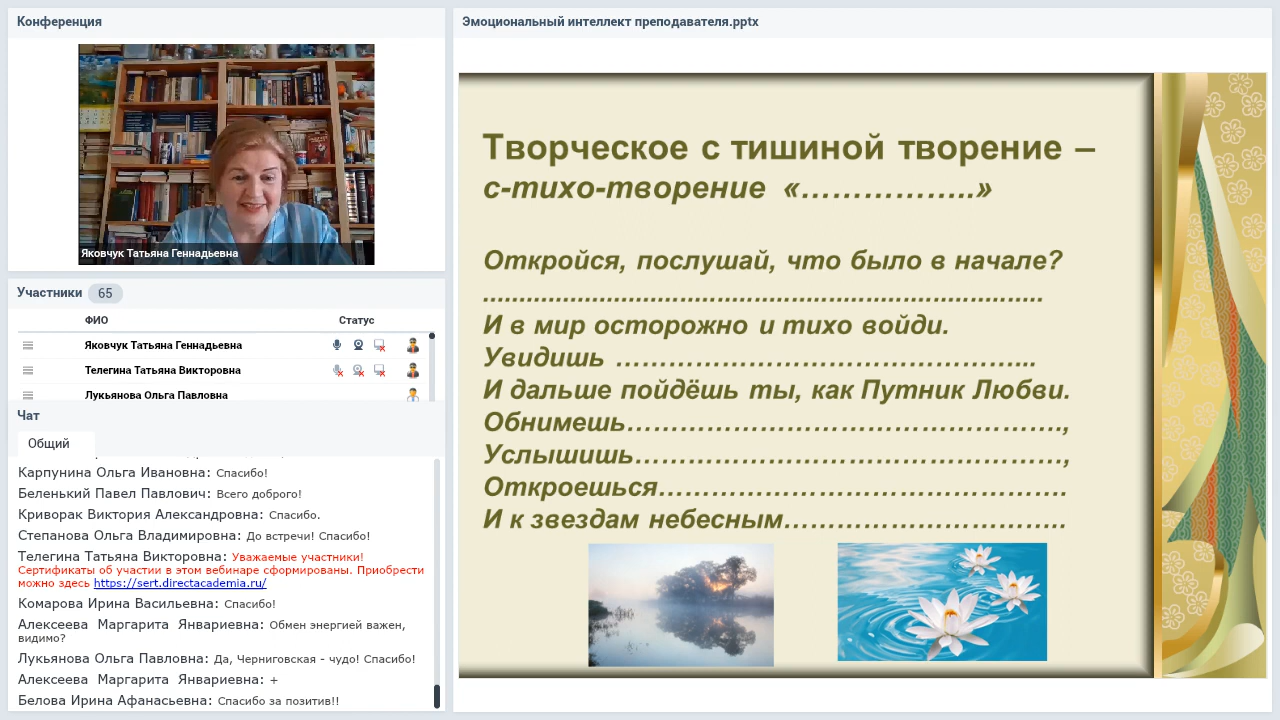 Конференция
Яковчук Татьяна Геннадьевна
Участники 65
ФИО Статус
Яковчук Татьяна Геннадьевна
Телегина Татьяна Викторовна
Лукьянова Ольга Павловна
Чат
Общий
Карпунина Ольга Ивановна: Спасибо!
Беленький Павел Павлович: Всего доброго!
Криворак Виктория Александровна: Спасибо.
Степанова Ольга Владимировна: До встречи! Спасибо!
Телегина Татьяна Викторовна: Уважаемые участники!
Сертификаты об участии в этом вебинаре сформированы. Приобрести
можно здесь https://sert.directacademia.ru/
Комарова Ирина Васильевна: Спасибо!
Алексеева Маргарита Январиевна: Обмен энергией важен,
видимо?
Лукьянова Ольга Павловна: Да, Черниговская - чудо! Спасибо!
Алексеева Маргарита Январиевна: +
Белова Ирина Афанасьевна: Спасибо за позитив!!
Эмоциональный интеллект преподавателя.pptx
Творческое с тишиной творение –
с-тихо-творение «……………..»
Откройся, послушай, что было в начале?
.............................................................................
И в мир осторожно и тихо войди.
Увидишь …………………………………………...
И дальше пойдёшь ты, как Путник Любви.
Обнимешь…………………………………………….,
Услышишь……………………………………………,
Откроешься………………………………………….
И к звездам небесным……………………………..